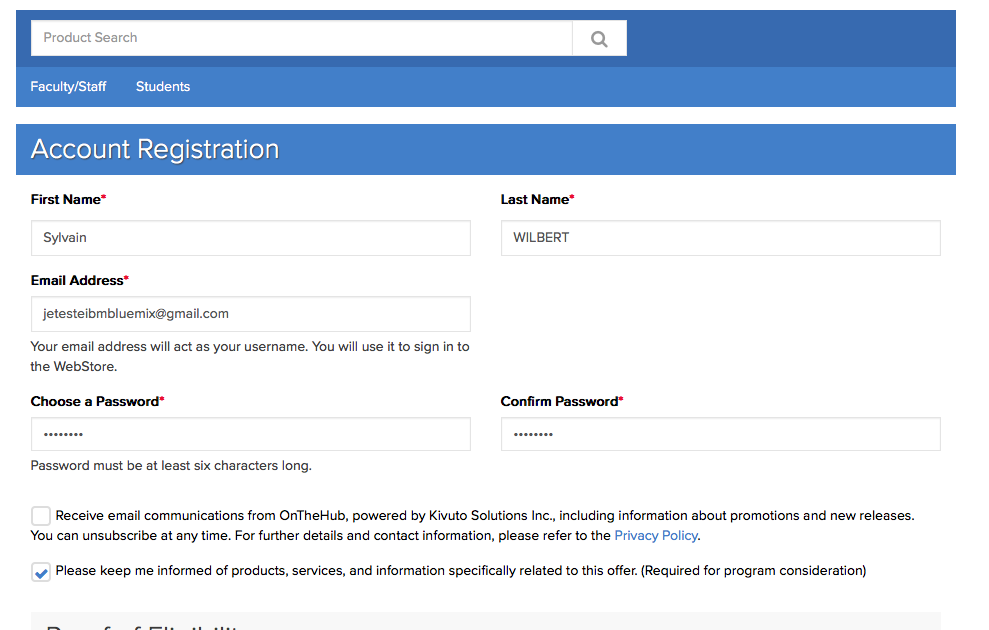 Product Search
Faculty/Staff Students
Account Registration
First Name* Last Name*
Sylvain WILBERT
Email Address*
jetesteibmbluemix@gmail.com
Your email address will act as your username. You will use it to sign in to
the WebStore.
Choose a Password* Confirm Password*
•••••••• ••••••••
Password must be at least six characters long.
Receive email communications from OnTheHub, powered by Kivuto Solutions Inc., including information about promotions and new releases.
You can unsubscribe at any time. For further details and contact information, please refer to the Privacy Policy.
Please keep me informed of products, services, and information specifically related to this offer. (Required for program consideration)